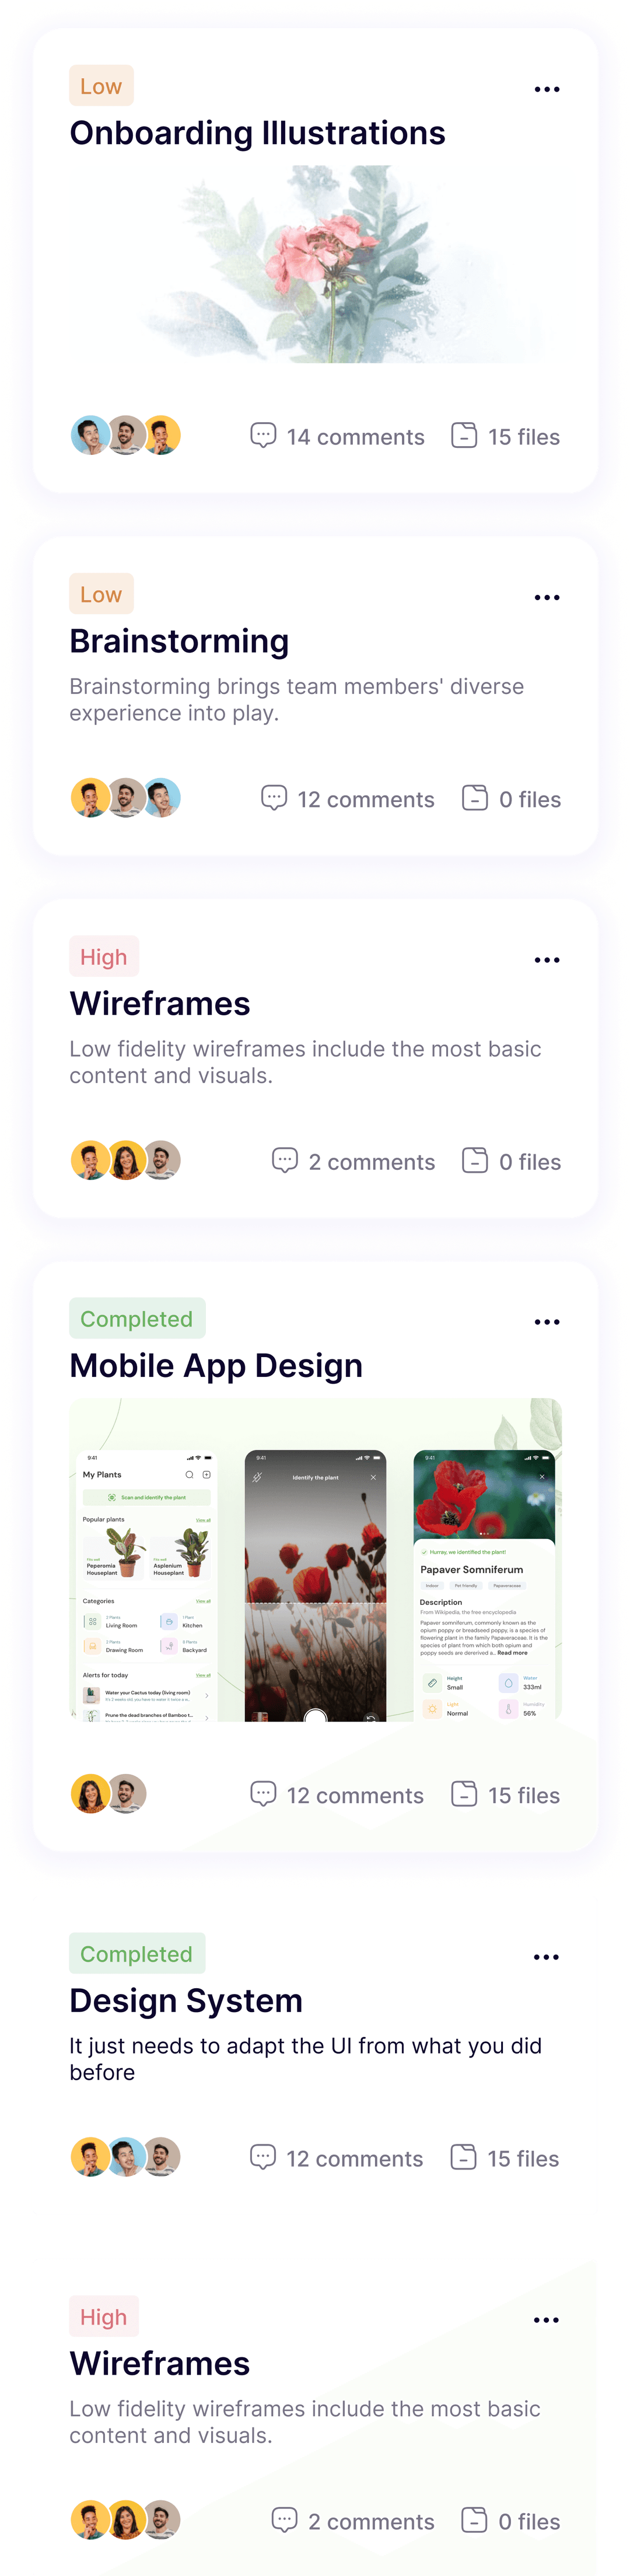 Low
Onboarding Illustrations
14 comments
15 files
Low
Brainstorming
Brainstorming brings team members' diverse
experience into play.
12 comments
0 files
High
Wireframes
Low fidelity wireframes include the most basic
content and visuals.
2 comments
0 files
Completed
Mobile App Design
9:41
My Plants
Scan and identify the plant
Popular plants
View all
Peperomia
Houseplant
Asplenium
Houseplant
Categories
View all
2 Plants
Living Room
1 Plant
Kitchen
Drawing Room
Backyard
Alerts for today
View all
Water your Cactus today (living room)
Prune the dead branches of Bamboo t...
9:41
Identify the plant
9:41
Hurray, we identified the plant!
Papaver Somniferum
Indoor
Pet friendly
Papaveraceae
Description
From Wikipedia, the free encyclopedia
Papaver somniferum, commonly known as the
opium poppy or breadseed poppy, is a species of
flowering plant in the family Papaveraceae. It is the
species of plant from which both opium and
poppy seeds are derived a.. Read more
Height
Small
Water
333ml
Light
Normal
Humidity
56%
12 comments
15 files
Completed
Design System
It just needs to adapt the UI from what you did
before
12 comments
15 files
High
Wireframes
Low fidelity wireframes include the most basic
content and visuals.
2 comments
0 files